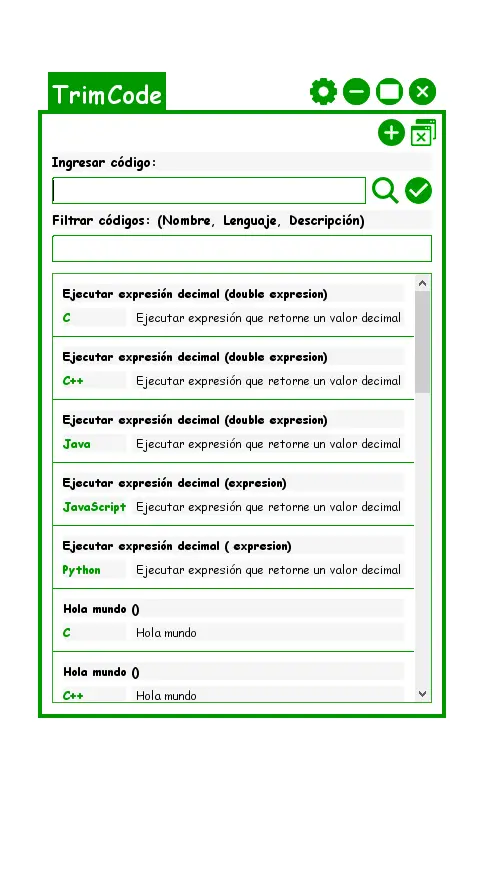 TrimCode
Ingresar código:
Filtrar códigos: (Nombre, Lenguaje, Descripción)
Ejecutar expresión decimal (double expresion)
C Ejecutar expresión que retorne un valor decimal
Ejecutar expresión decimal (double expresion)
C++ Ejecutar expresión que retorne un valor decimal
Ejecutar expresión decimal (double expresion)
Java Ejecutar expresión que retorne un valor decimal
Ejecutar expresión decimal (expresion)
JavaScript Ejecutar expresión que retorne un valor decimal
Ejecutar expresión decimal ( expresion)
Python Ejecutar expresión que retorne un valor decimal
Hola mundo ()
C Hola mundo
Hola mundo ()
C++ Hola mundo